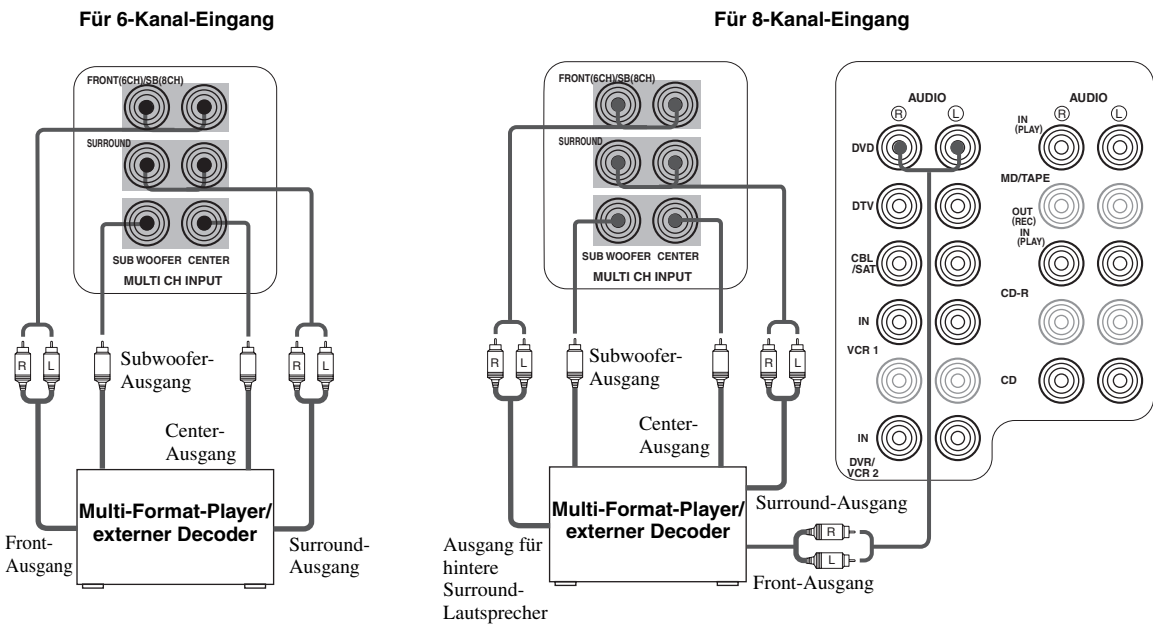 Für 6-Kanal-Eingang
FRONT(6CH)/SB(8CH)
SURROUND
SUB WOOFER CENTER
MULTI CH INPUT
R L
Subwoofer-
Ausgang
R L
Center-
Ausgang
Multi-Format-Player/
externer Decoder
Front-
Ausgang
Surround-
Ausgang
Für 8-Kanal-Eingang
FRONT(6CH)/SB(8CH)
SURROUND
SUB WOOFER CENTER
MULTI CH INPUT
R L
Subwoofer-
Ausgang
R L
Center-
Ausgang
Multi-Format-Player/
externer Decoder
Surround-Ausgang
R
L
Front-Ausgang
Ausgang für
hintere
Surround-
Lautsprecher
AUDIO
R L
DVD
DTV
CBL
/SAT
IN
VCR 1
IN
DVR/
VCR 2
AUDIO
R L
IN
(PLAY)
MD/TAPE
OUT
(REC)
IN
(PLAY)
CD-R
CD